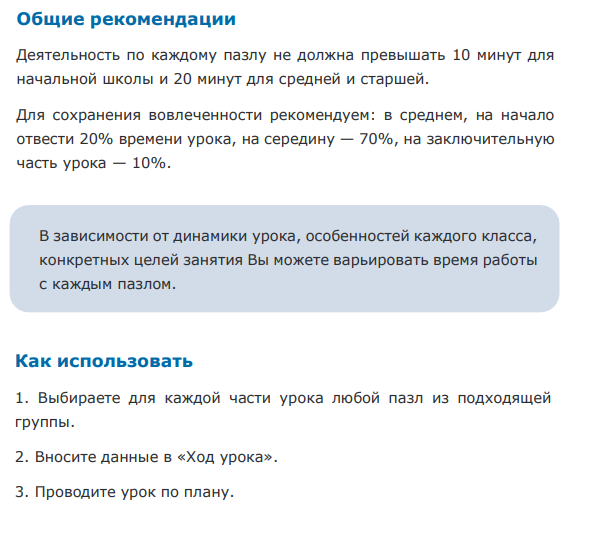 Общие рекомендации
Деятельность по каждому пазлу не должна превышать 10 минут для
начальной школы и 20 минут для средней и старшей.
Для сохранения вовлеченности рекомендуем: в среднем, на начало
отвести 20% времени урока, на середину — 70%, на заключительную
часть урока — 10%.
В зависимости от динамики урока, особенностей каждого класса,
конкретных целей занятия Вы можете варьировать время работы
с каждым пазлом.
Как использовать
1. Выбираете для каждой части урока любой пазл из подходящей
группы.
2. Вносите данные в «Ход урока».
3. Проводите урок по плану.